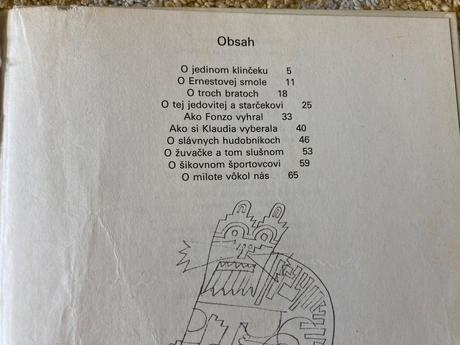 Obsah
O jedinom klinčeku 5
O Ernestovej smole 11
O troch bratoch 18
O tej jedovitej a starčekovi 25
Ako Fonzo vyhral 33
Ako si Klaudia vyberala 40
O slávnych hudobníkoch 46
O žuvačke a tom slušnom 53
O šikovnom športovcovi 59
O milote vôkol nás 65